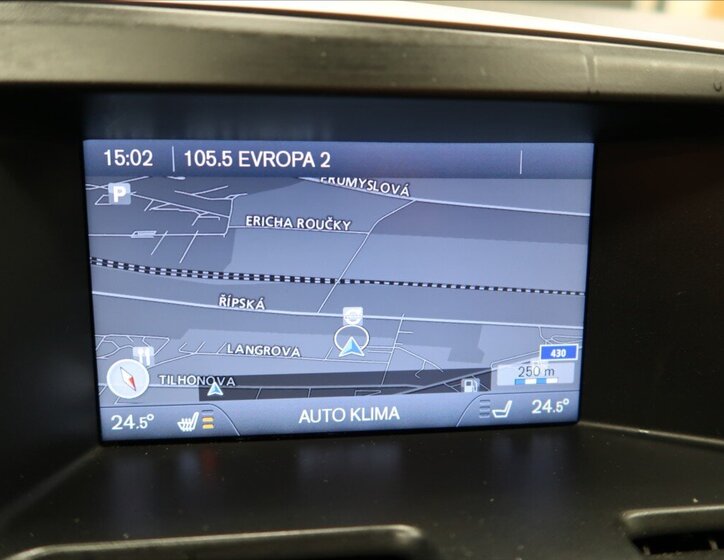 15:02 105.5 EVROPA 2
P
PRŮMYSLOVÁ
ERICHA ROUČKY
ŘÍPSKÁ
LANGROVA
430
250 m
TILHONOVA
24.5° AUTO KLIMA 24.5°